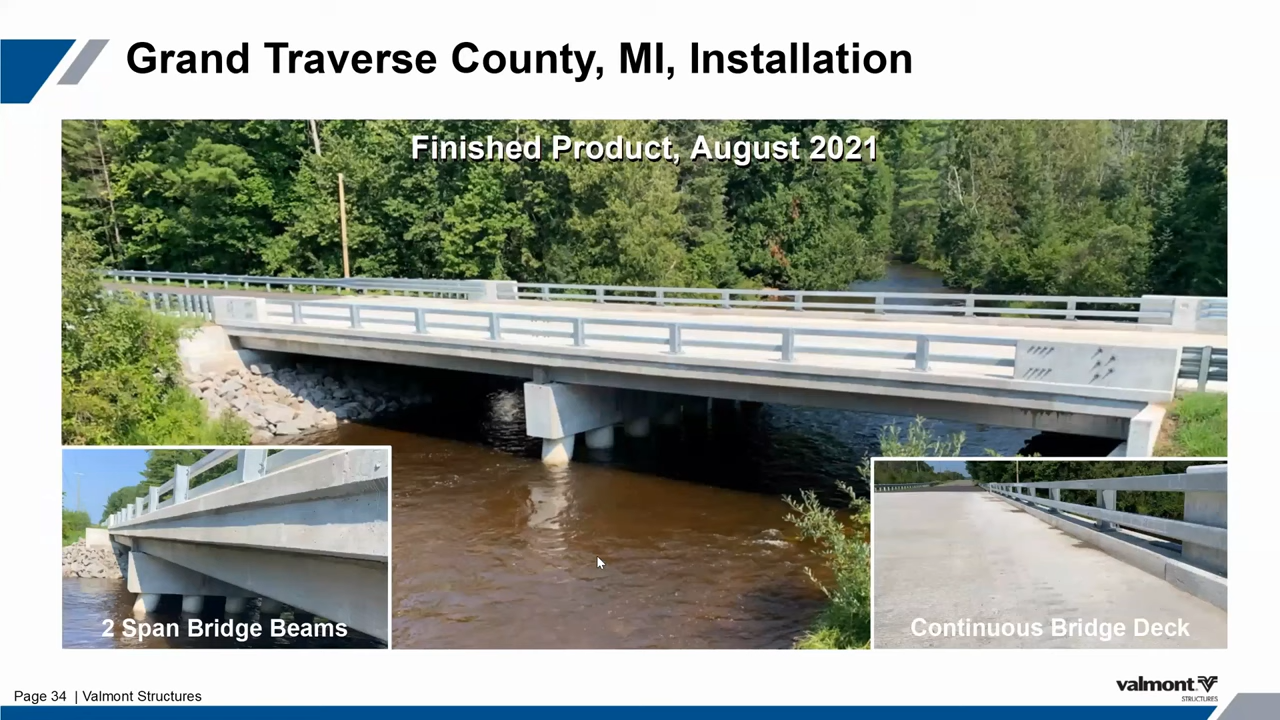 Grand Traverse County, MI, Installation
Finished Product, August 2021
2 Span Bridge Beams
Continuous Bridge Deck
Page 34 | Valmont Structures
valmont
STRUCTURES